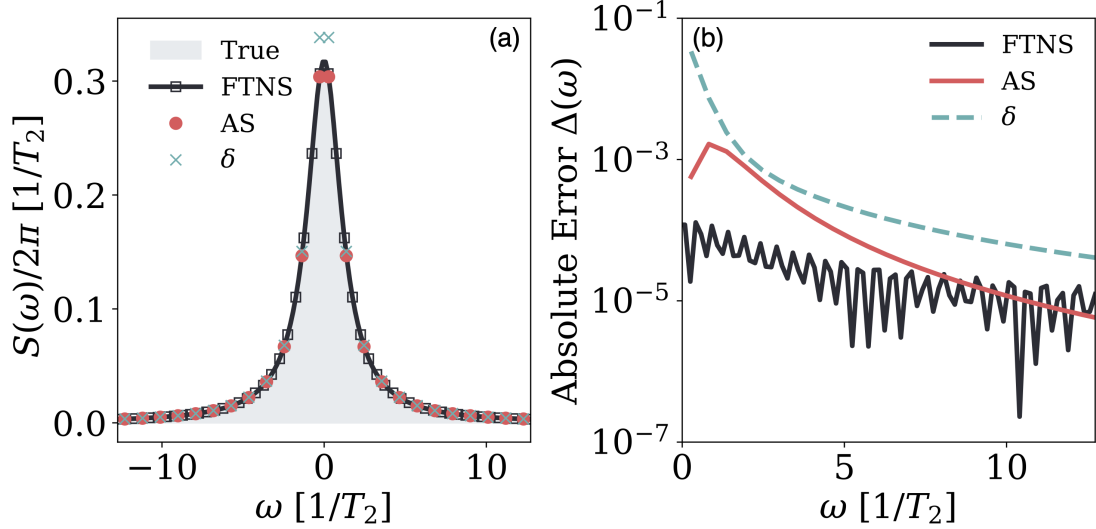 (a)
True
FTNS
AS
δ
0.3
0.2
0.1
0.0
S(ω)/2π [1/T₂]
−10
0
10
ω [1/T₂]
(b)
FTNS
AS
δ
10⁻¹
10⁻³
10⁻⁵
10⁻⁷
Absolute Error Δ(ω)
0
5
10
ω [1/T₂]